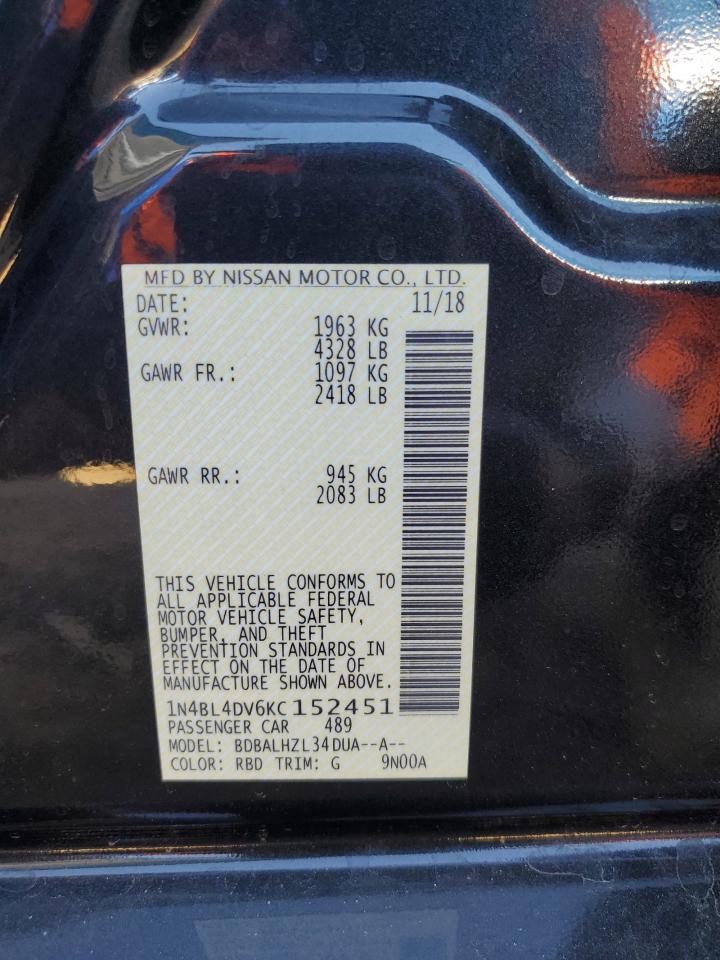 MFD BY NISSAN MOTOR CO., LTD.
DATE: 11/18
GVWR: 1963 KG
4328 LB
GAWR FR.: 1097 KG
2418 LB
GAWR RR.: 945 KG
2083 LB
THIS VEHICLE CONFORMS TO
ALL APPLICABLE FEDERAL
MOTOR VEHICLE SAFETY,
BUMPER, AND THEFT
PREVENTION STANDARDS IN
EFFECT ON THE DATE OF
MANUFACTURE SHOWN ABOVE.
1N4BL4DV6KC152451
PASSENGER CAR 489
MODEL: BDBALHZL34DUA--A--
COLOR: RBD TRIM: G 9N00A